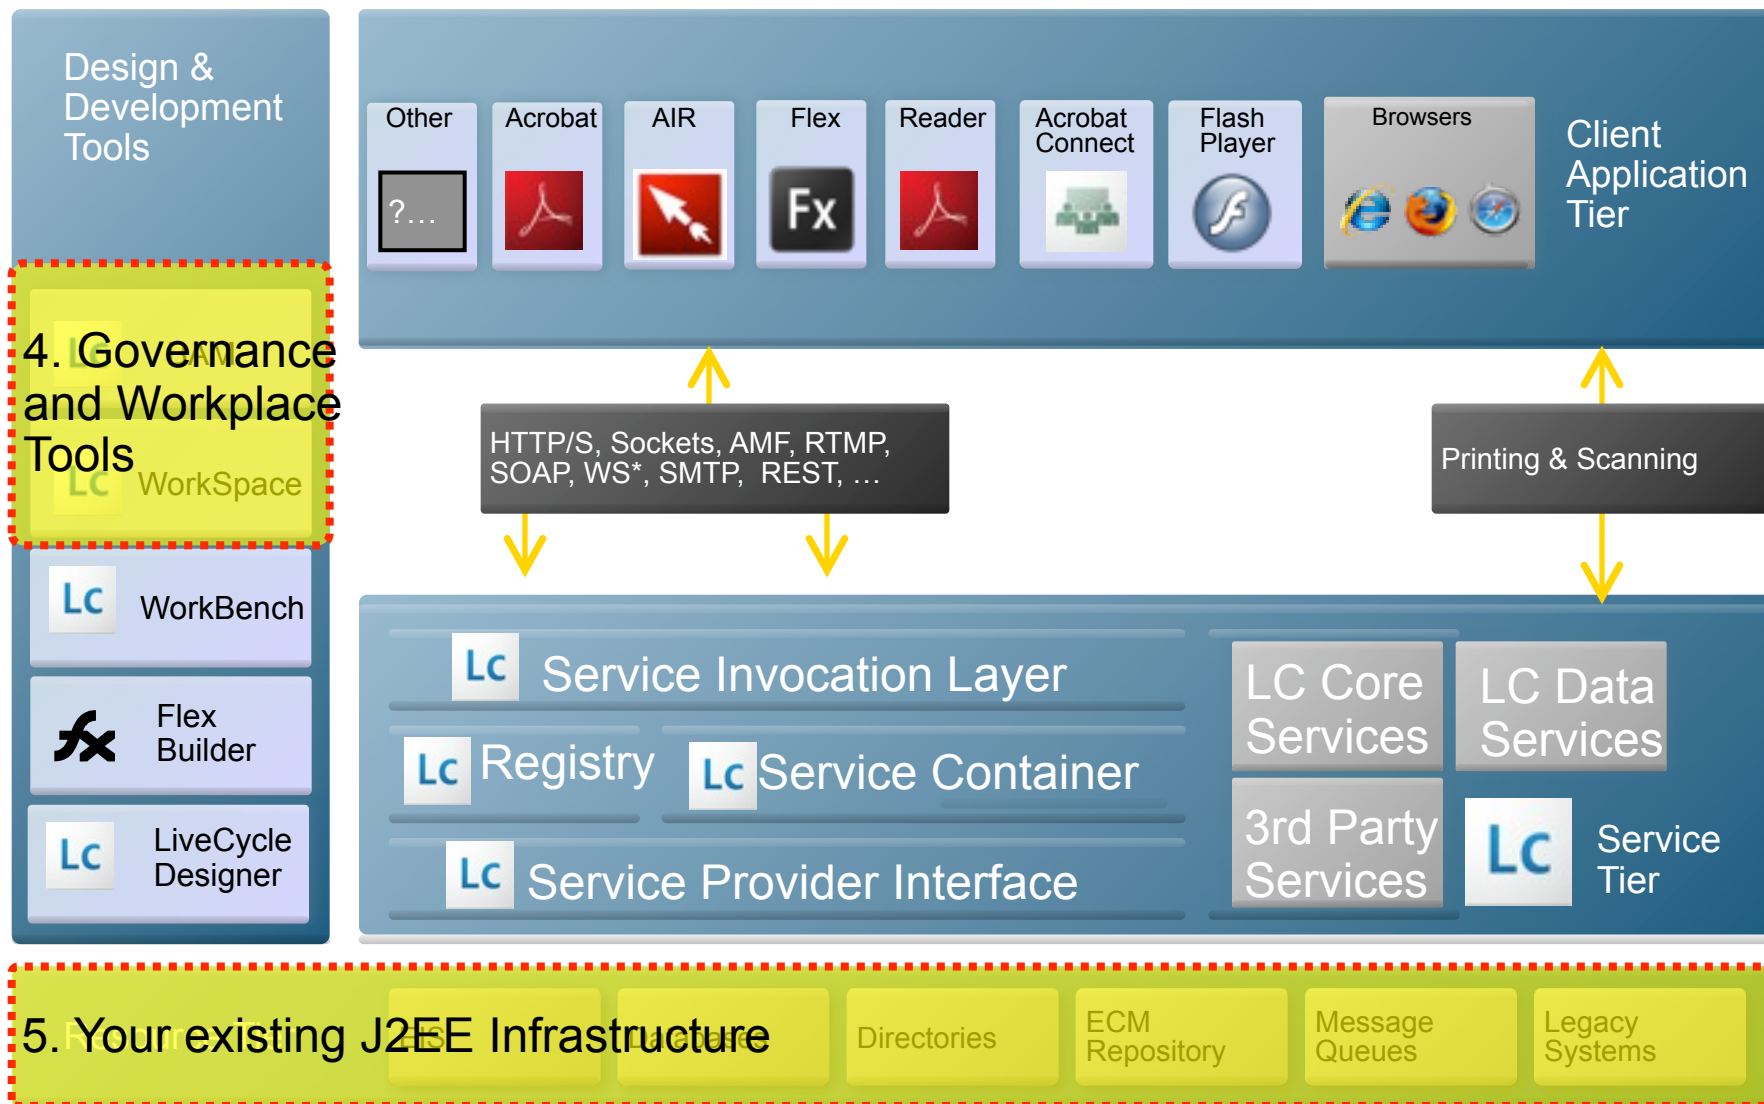 Design &
Development
Tools
Other
Acrobat
AIR
Flex
Reader
Acrobat
Connect
Flash
Player
Browsers
?...
Fx
Client
Application
Tier
4. Governance
and Workplace
Tools
Lc
WorkSpace
HTTP/S, Sockets, AMF, RTMP,
SOAP, WS*, SMTP, REST, ...
Printing & Scanning
Lc WorkBench
Flex
Builder
Lc LiveCycle
Designer
Lc Service Invocation Layer
Lc Registry
Lc Service Container
Lc Service Provider Interface
LC Core
Services
LC Data
Services
3rd Party
Services
Lc
Service
Tier
5. Your existing J2EE Infrastructure
EIS
Databases
Directories
ECM
Repository
Message
Queues
Legacy
Systems